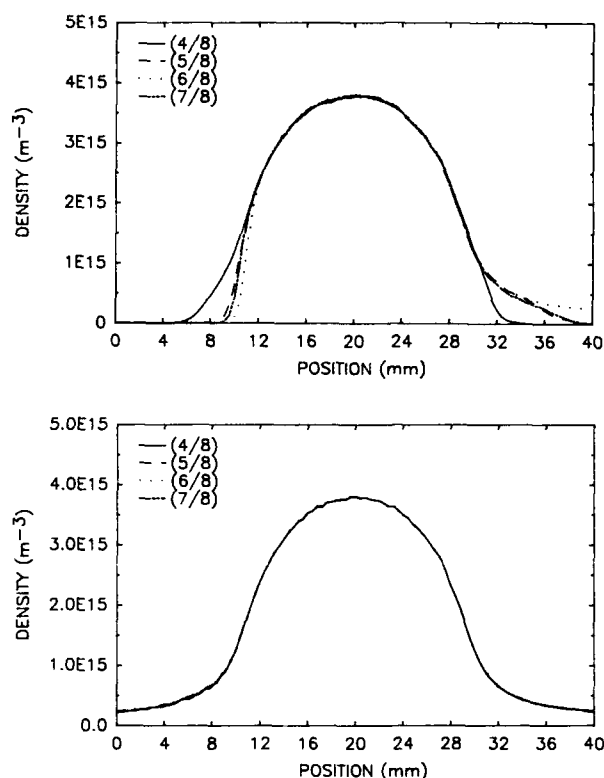 5E15
4E15
3E15
2E15
1E15
0
DENSITY (m⁻³)
(4/8)
(5/8)
(6/8)
(7/8)
0 4 8 12 16 20 24 28 32 36 40
POSITION (mm)
5.0E15
4.0E15
3.0E15
2.0E15
1.0E15
0.0
DENSITY (m⁻³)
(4/8)
(5/8)
(6/8)
(7/8)
0 4 8 12 16 20 24 28 32 36 40
POSITION (mm)